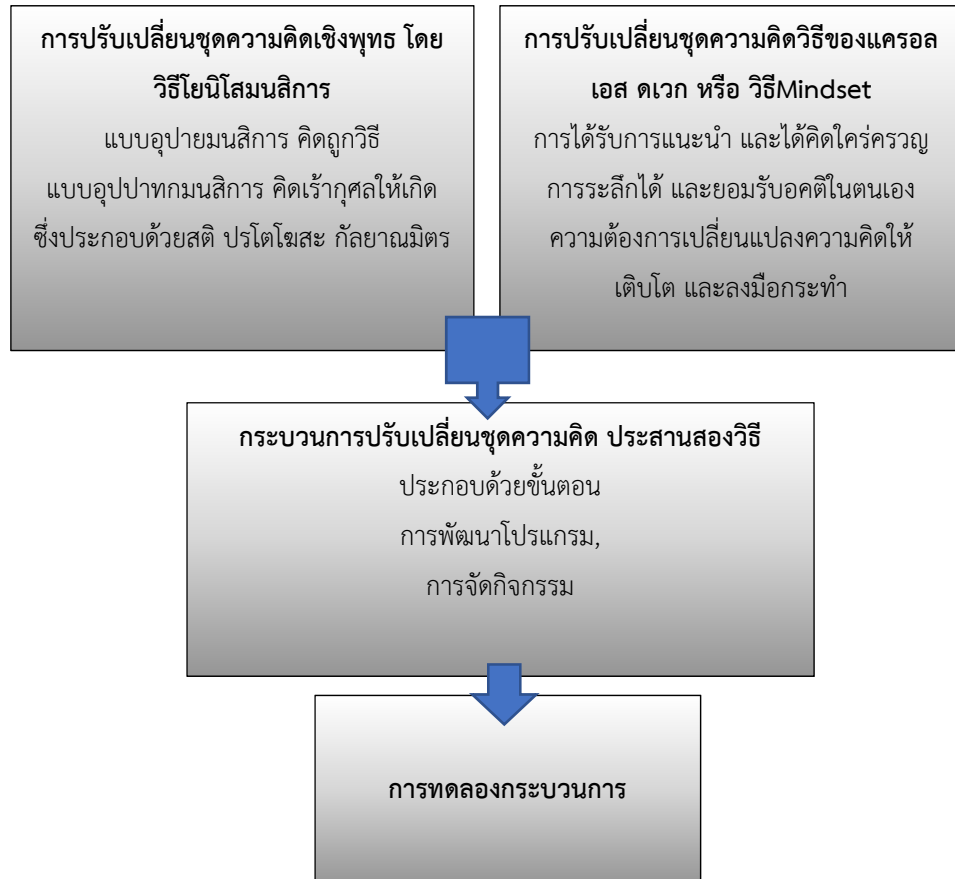 การปรับเปลี่ยนชุดความคิดเชิงพุทธ โดย
วิธีโยนิโสมนสิการ
แบบอุปายมนสิการ คิดถูกวิธี
แบบอุปปาทกมนสิการ คิดเร้ากุศลให้เกิด
ซึ่งประกอบด้วยสติ ปรโตโฆสะ กัลยาณมิตร
การปรับเปลี่ยนชุดความคิดวิธีของแครอล
เอส ดเวก หรือ วิธีMindset
การได้รับการแนะนำ และได้คิดใคร่ครวญ
การระลึกได้ และยอมรับอคติในตนเอง
ความต้องการเปลี่ยนแปลงความคิดให้
เติบโต และลงมือกระทำ
กระบวนการปรับเปลี่ยนชุดความคิด ประสานสองวิธี
ประกอบด้วยขั้นตอน
การพัฒนาโปรแกรม,
การจัดกิจกรรม
การทดลองกระบวนการ